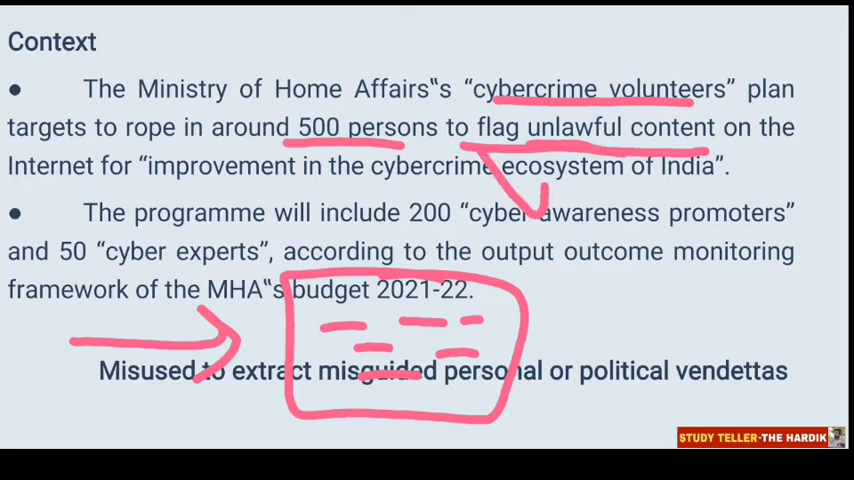 Context
● The Ministry of Home Affairs‟s “cybercrime volunteers” plan
targets to rope in around 500 persons to flag unlawful content on the
Internet for “improvement in the cybercrime ecosystem of India”.
● The programme will include 200 “cyber awareness promoters”
and 50 “cyber experts”, according to the output outcome monitoring
framework of the MHA‟s budget 2021-22.
Misused to extract misguided personal or political vendettas
STUDY TELLER-THE HARDIK